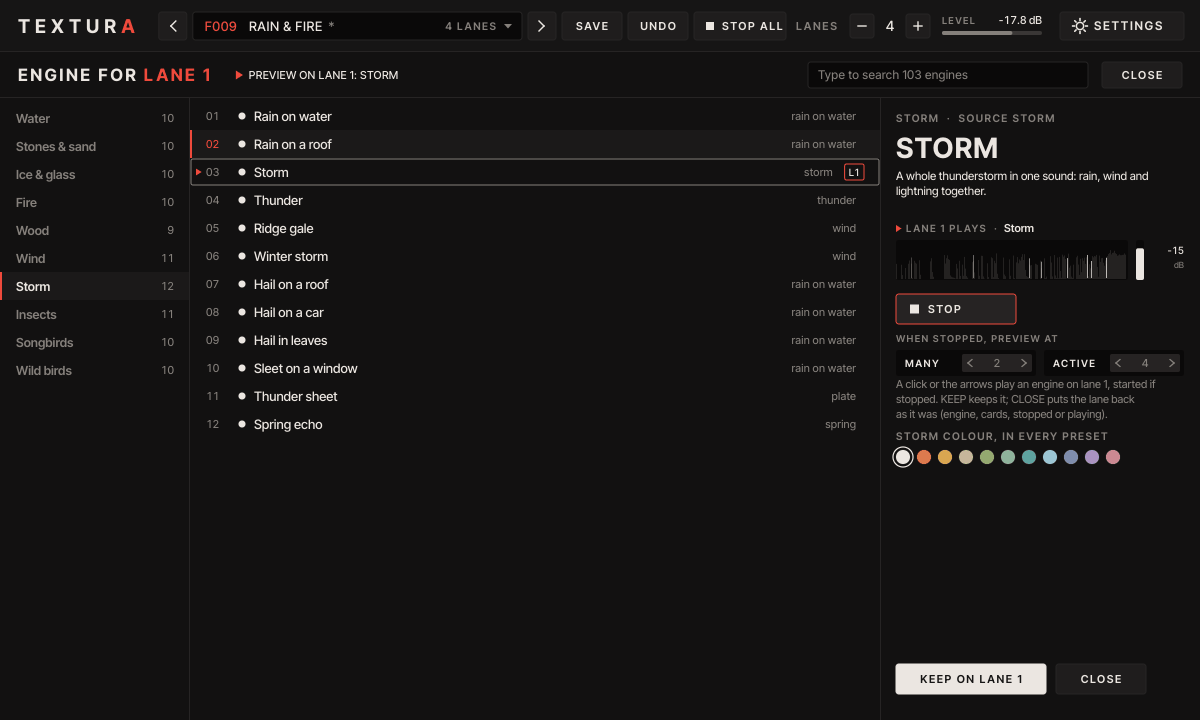 TEXTURA
F009 RAIN & FIRE * 4 LANES
SAVE
UNDO
STOP ALL
LANES
4
LEVEL -17.8 dB
SETTINGS
ENGINE FOR LANE 1
PREVIEW ON LANE 1: STORM
Type to search 103 engines
CLOSE
Water 10
Stones & sand 10
Ice & glass 10
Fire 10
Wood 9
Wind 11
Storm 12
Insects 11
Songbirds 10
Wild birds 10
01 Rain on water rain on water
02 Rain on a roof rain on water
03 Storm storm L1
04 Thunder thunder
05 Ridge gale wind
06 Winter storm wind
07 Hail on a roof rain on water
08 Hail on a car rain on water
09 Hail in leaves rain on water
10 Sleet on a window rain on water
11 Thunder sheet plate
12 Spring echo spring
STORM · SOURCE STORM
STORM
A whole thunderstorm in one sound: rain, wind and
lightning together.
LANE 1 PLAYS · Storm
-15
dB
STOP
WHEN STOPPED, PREVIEW AT
MANY 2 ACTIVE 4
A click or the arrows play an engine on lane 1, started if
stopped. KEEP keeps it; CLOSE puts the lane back
as it was (engine, cards, stopped or playing).
STORM COLOUR, IN EVERY PRESET
KEEP ON LANE 1
CLOSE